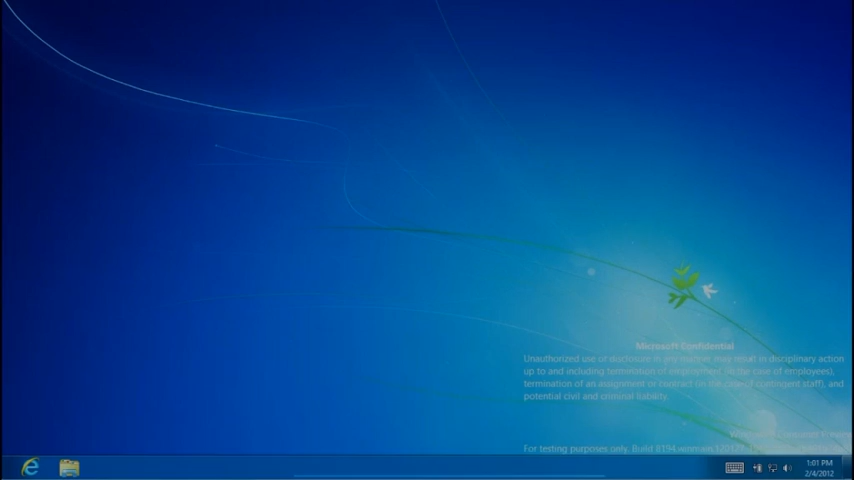 Microsoft Confidential
Unauthorized use or disclosure in any manner may result in disciplinary action
up to and including termination of employment (in the case of employees),
termination of an assignment or contract (in the case of contingent staff), and
potential civil and criminal liability.
For testing purposes only. Build 8194.winmain.12012
1:01 PM
2/4/2012